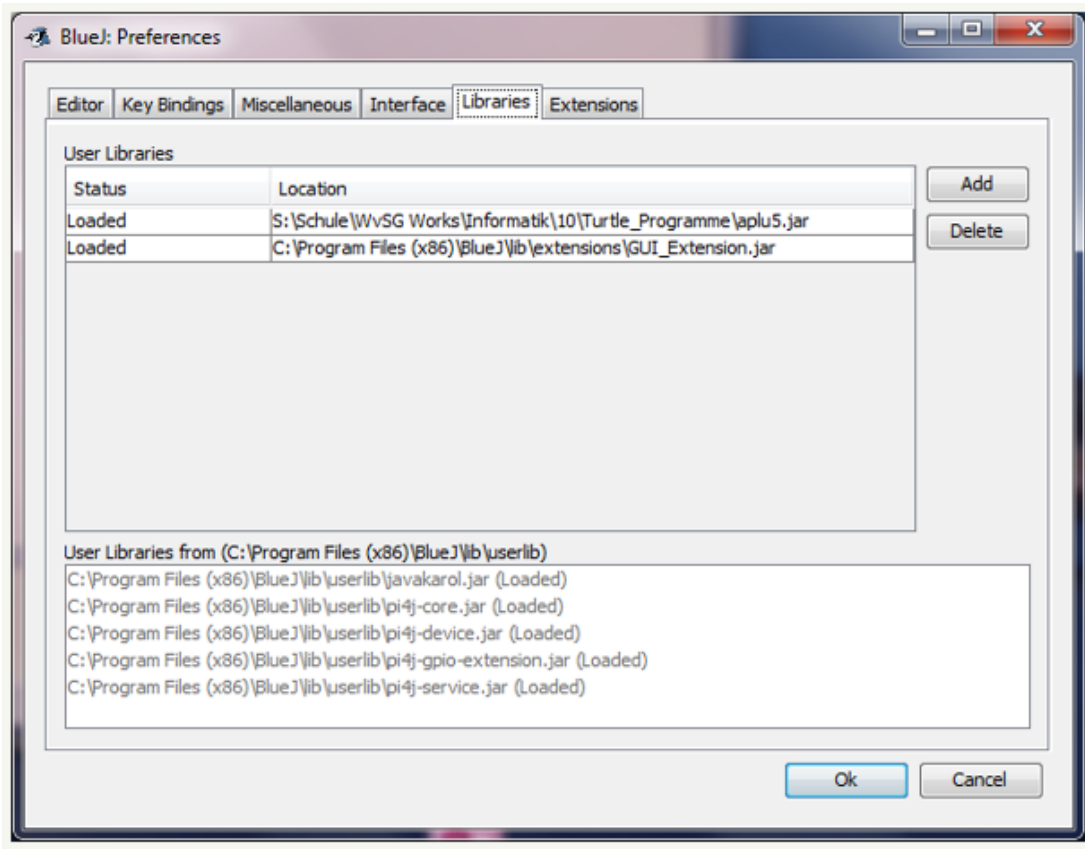 BlueJ: Preferences
Editor Key Bindings Miscellaneous Interface Libraries Extensions
User Libraries
Status Location
Loaded S:\Schule\WvSG Works\Informatik\10\Turtle_Programme\aplu5.jar
Loaded C:\Program Files (x86)\BlueJ\lib\extensions\GUI_Extension.jar
Add
Delete
User Libraries from (C:\Program Files (x86)\BlueJ\lib\userlib)
C:\Program Files (x86)\BlueJ\lib\userlib\javakarol.jar (Loaded)
C:\Program Files (x86)\BlueJ\lib\userlib\pi4j-core.jar (Loaded)
C:\Program Files (x86)\BlueJ\lib\userlib\pi4j-device.jar (Loaded)
C:\Program Files (x86)\BlueJ\lib\userlib\pi4j-gpio-extension.jar (Loaded)
C:\Program Files (x86)\BlueJ\lib\userlib\pi4j-service.jar (Loaded)
Ok Cancel